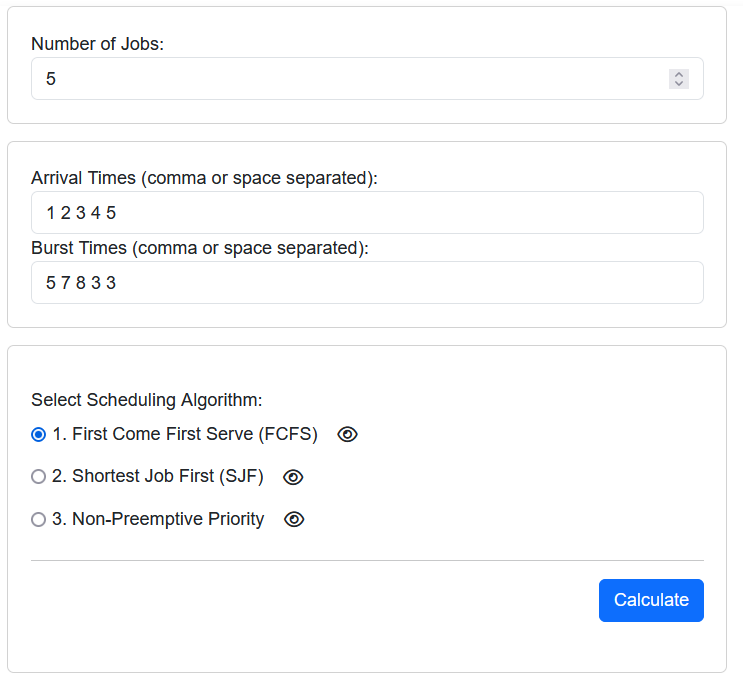 Number of Jobs:
5
Arrival Times (comma or space separated):
1 2 3 4 5
Burst Times (comma or space separated):
5 7 8 3 3
Select Scheduling Algorithm:
1. First Come First Serve (FCFS)
2. Shortest Job First (SJF)
3. Non-Preemptive Priority
Calculate